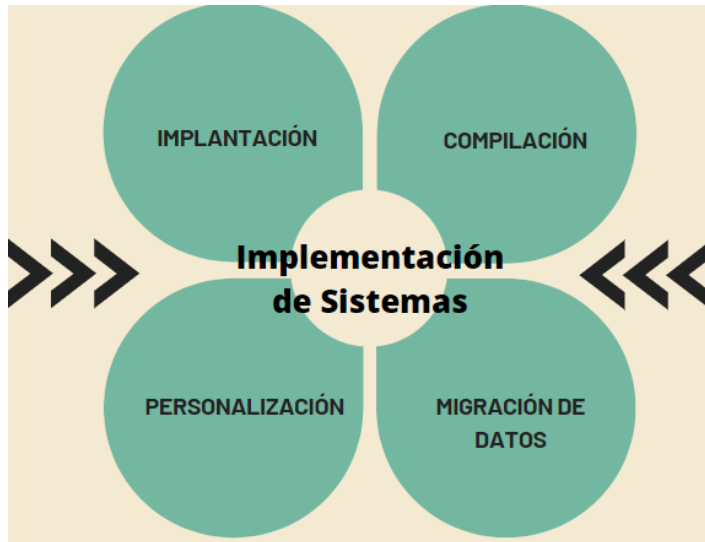 IMPLANTACIÓN
COMPILACIÓN
Implementación
de Sistemas
PERSONALIZACIÓN
MIGRACIÓN DE
DATOS